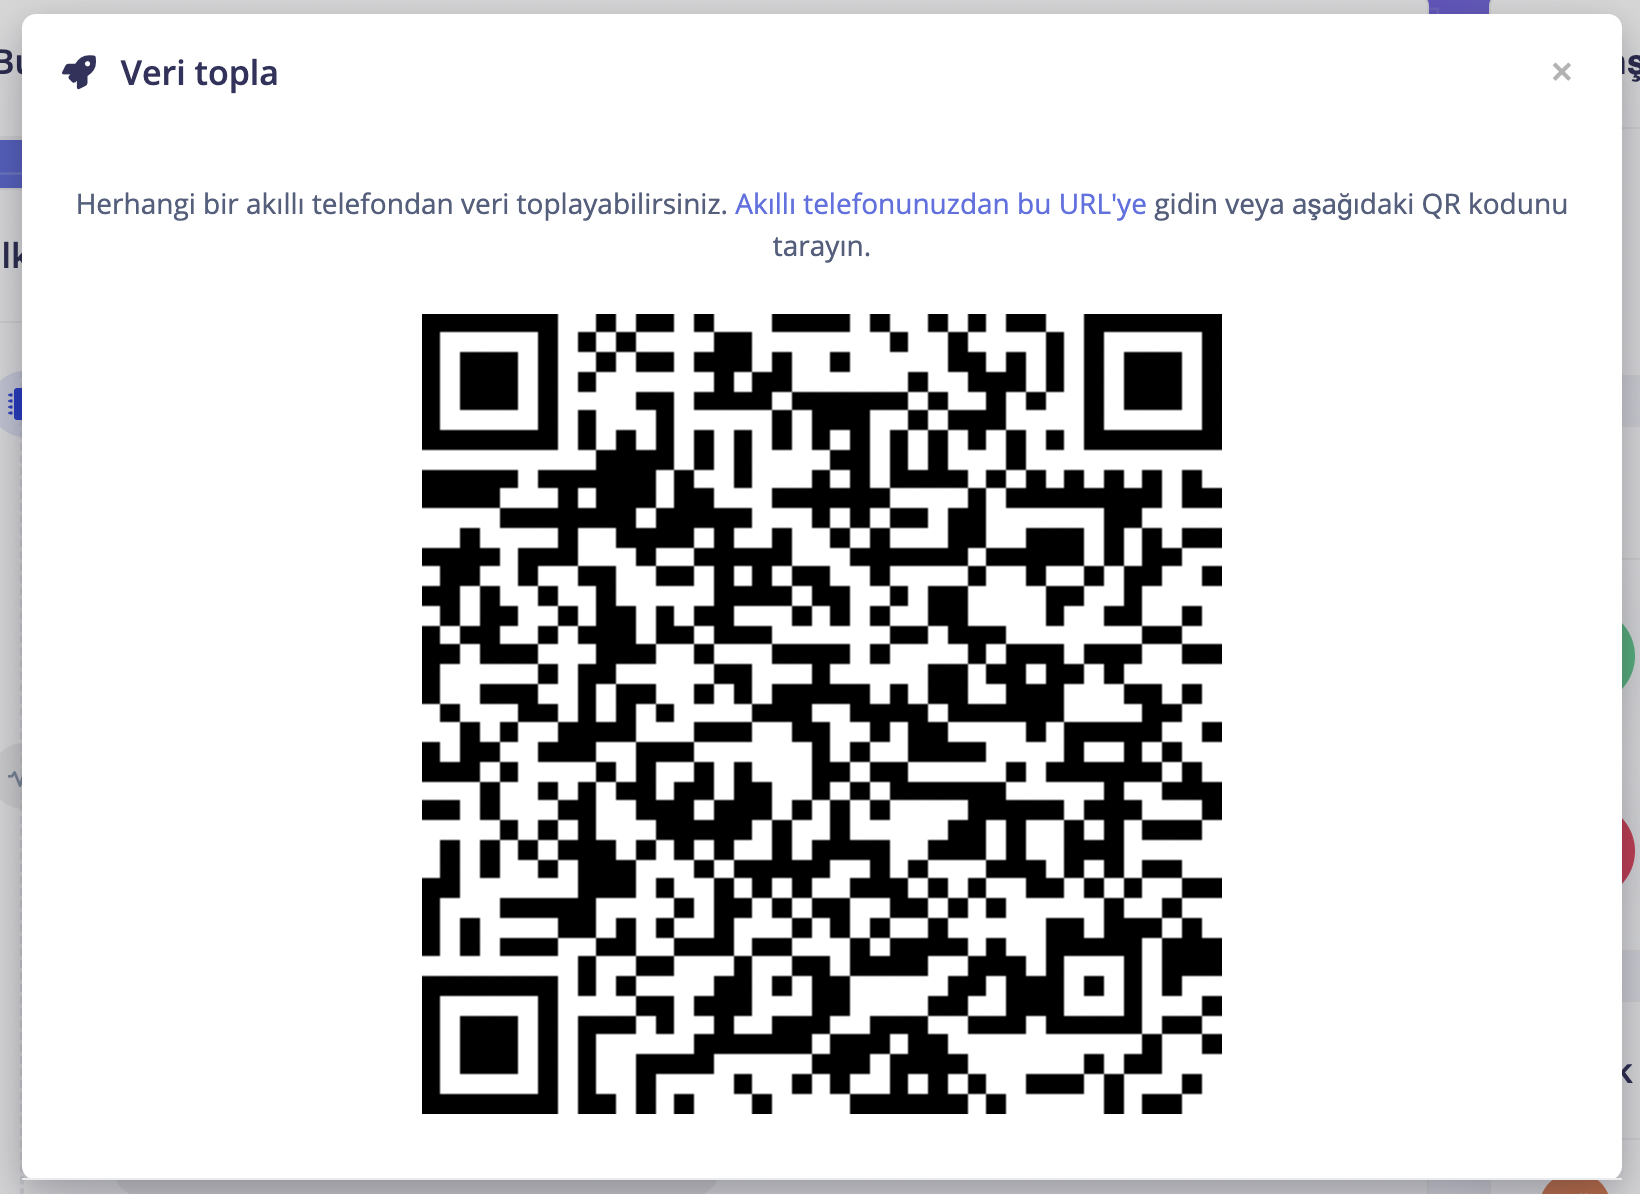 Veri topla
Herhangi bir akıllı telefondan veri toplayabilirsiniz. Akıllı telefonunuzdan bu URL'ye gidin veya aşağıdaki QR kodunu
tarayın.